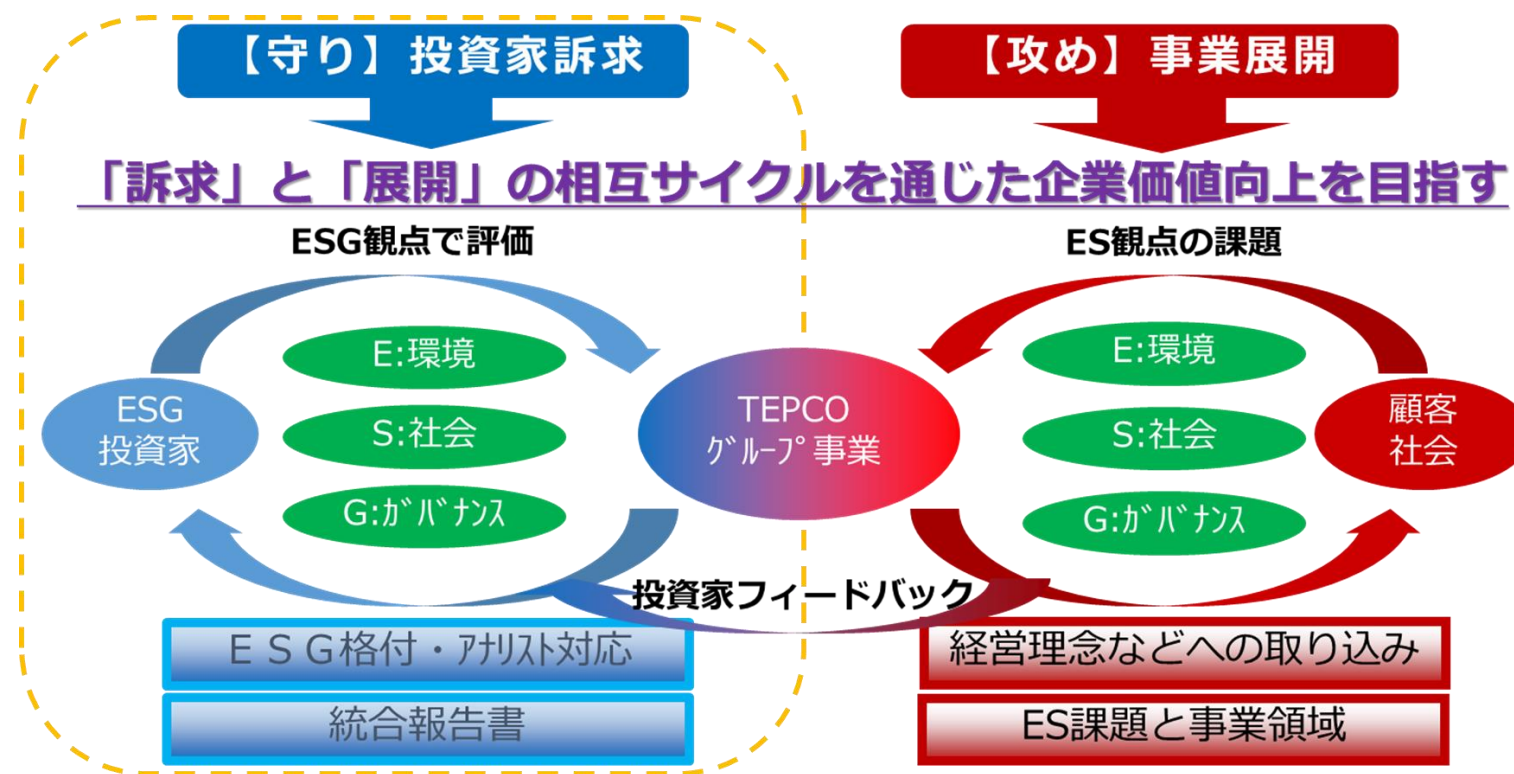 【守り】投資家訴求
【攻め】事業展開
「訴求」と「展開」の相互サイクルを通じた企業価値向上を目指す
ESG観点で評価
ES観点の課題
E:環境
S:社会
G:ｶﾞﾊﾞﾅﾝｽ
ESG
投資家
TEPCO
ｸﾞﾙｰﾌﾟ事業
E:環境
S:社会
G:ｶﾞﾊﾞﾅﾝｽ
顧客
社会
投資家フィードバック
ＥＳＧ格付・ｱﾅﾘｽﾄ対応
統合報告書
経営理念などへの取り込み
ES課題と事業領域